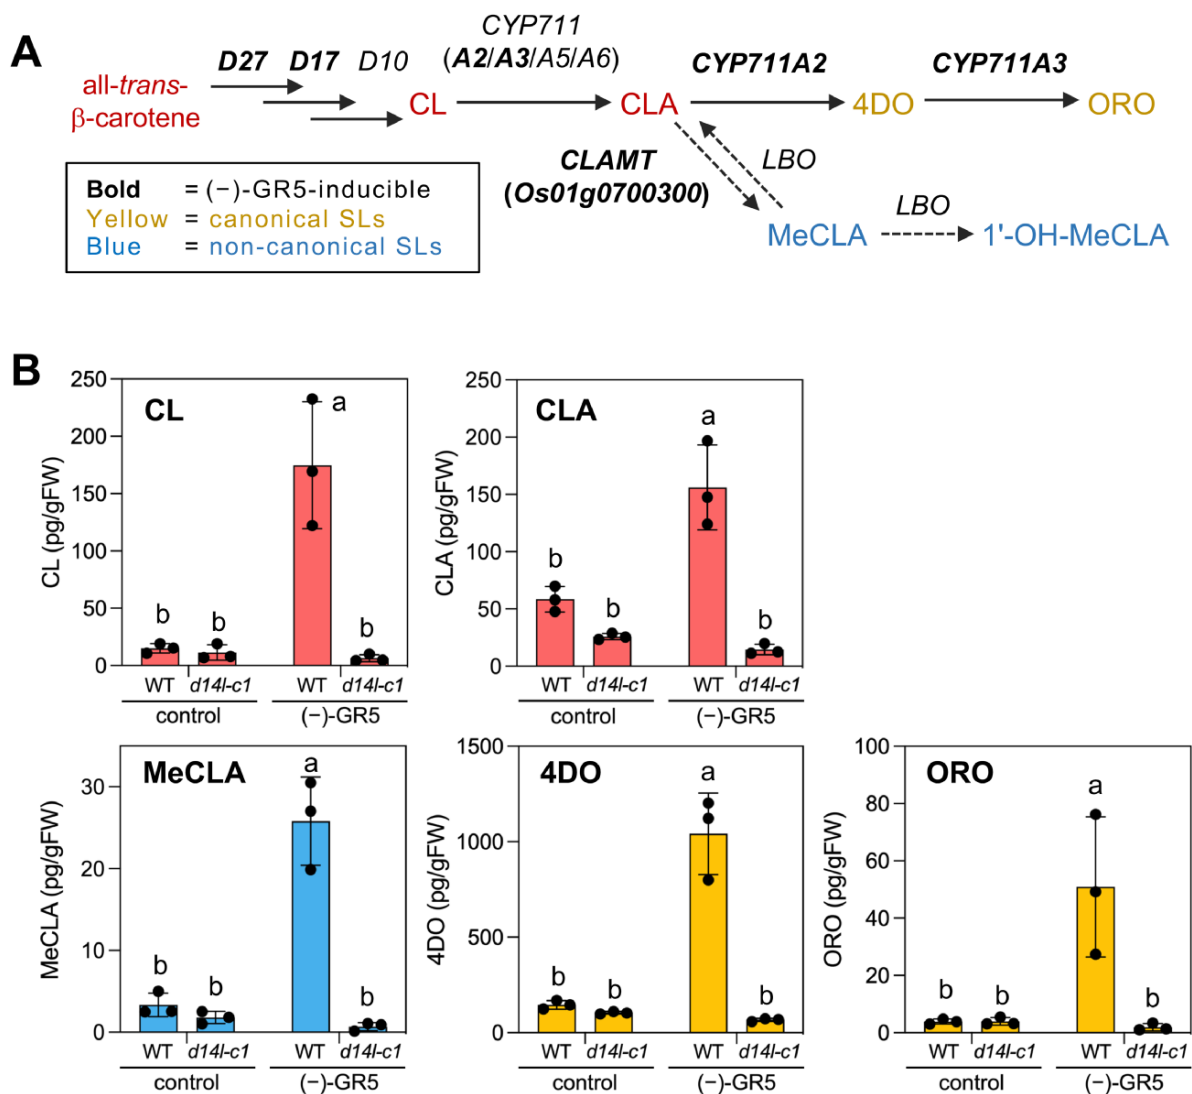 A
CYP711
D27 D17 D10 (A2/A3/A5/A6) CYP711A2 CYP711A3
all-trans-
β-carotene CL CLA 4DO ORO
CLAMT LBO
(Os01g0700300) LBO
MeCLA 1'-OH-MeCLA
Bold = (−)-GR5-inducible
Yellow = canonical SLs
Blue = non-canonical SLs
B
CL
CL (pg/gFW)
250
200
150
100
50
0
b b a b
WT d14l-c1 WT d14l-c1
control (−)-GR5
CLA
CLA (pg/gFW)
250
200
150
100
50
0
b b a b
WT d14l-c1 WT d14l-c1
control (−)-GR5
MeCLA
MeCLA (pg/gFW)
30
20
10
0
b b a b
WT d14l-c1 WT d14l-c1
control (−)-GR5
4DO
4DO (pg/gFW)
1500
1000
500
0
b b a b
WT d14l-c1 WT d14l-c1
control (−)-GR5
ORO
ORO (pg/gFW)
100
80
60
40
20
0
b b a b
WT d14l-c1 WT d14l-c1
control (−)-GR5